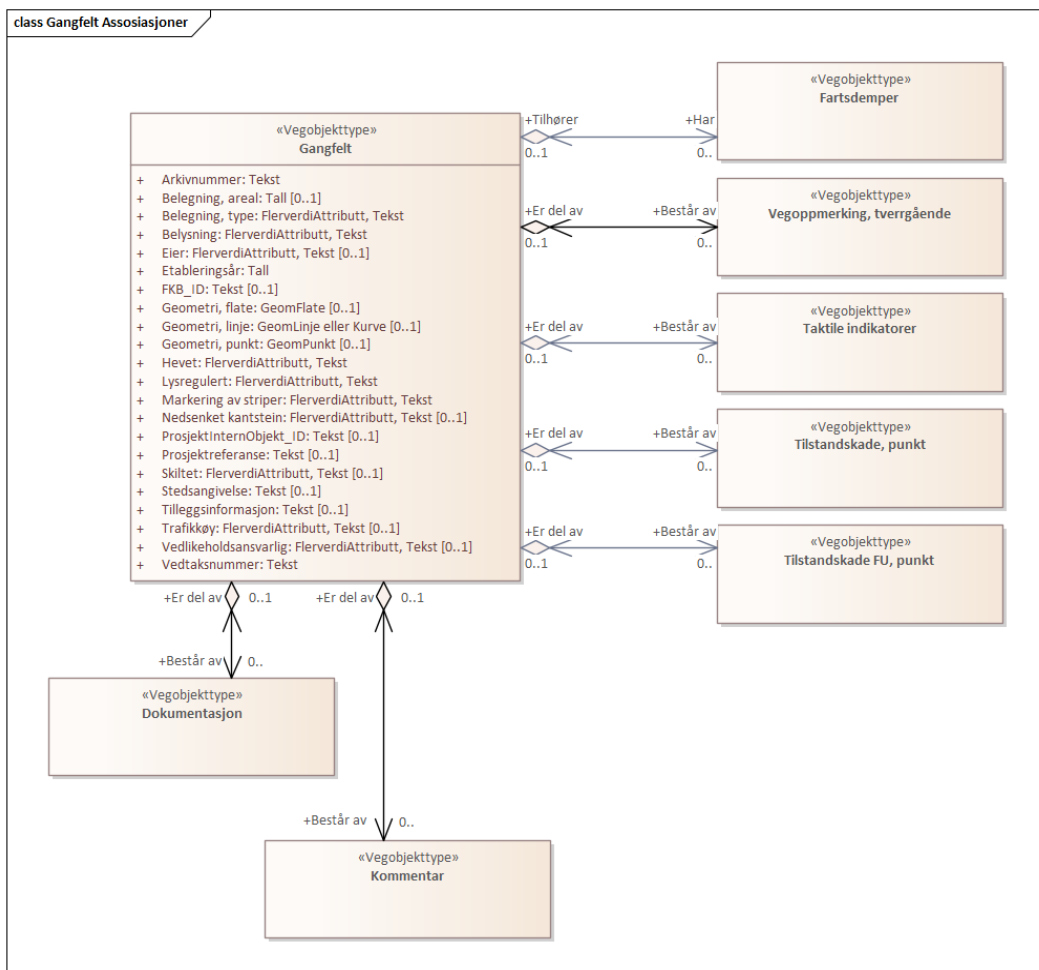 class Gangfelt Assosiasjoner
«Vegobjekttype»
Gangfelt
+ Arkivnummer: Tekst
+ Belegning, areal: Tall [0..1]
+ Belegning, type: FlerverdiAttributt, Tekst
+ Belysning: FlerverdiAttributt, Tekst
+ Eier: FlerverdiAttributt, Tekst [0..1]
+ Etableringsår: Tall
+ FKB_ID: Tekst [0..1]
+ Geometri, flate: GeomFlate [0..1]
+ Geometri, linje: GeomLinje eller Kurve [0..1]
+ Geometri, punkt: GeomPunkt [0..1]
+ Hevet: FlerverdiAttributt, Tekst
+ Lysregulert: FlerverdiAttributt, Tekst
+ Markering av striper: FlerverdiAttributt, Tekst
+ Nedsenket kantstein: FlerverdiAttributt, Tekst [0..1]
+ ProsjektInternObjekt_ID: Tekst [0..1]
+ Prosjektreferanse: Tekst [0..1]
+ Skiltet: FlerverdiAttributt, Tekst [0..1]
+ Stedsangivelse: Tekst [0..1]
+ Tilleggsinformasjon: Tekst [0..1]
+ Trafikkøy: FlerverdiAttributt, Tekst [0..1]
+ Vedlikeholdsansvarlig: FlerverdiAttributt, Tekst [0..1]
+ Vedtaksnummer: Tekst
+Tilhører +Har
0..1 0..
«Vegobjekttype»
Fartsdemper
+Er del av +Består av
0..1 0..
«Vegobjekttype»
Vegoppmerking, tverrgående
+Er del av +Består av
0..1 0..
«Vegobjekttype»
Taktile indikatorer
+Er del av +Består av
0..1 0..
«Vegobjekttype»
Tilstandskade, punkt
+Er del av +Består av
0..1 0..
«Vegobjekttype»
Tilstandskade FU, punkt
+Er del av 0..1
+Består av 0..
«Vegobjekttype»
Dokumentasjon
+Er del av 0..1
+Består av 0..
«Vegobjekttype»
Kommentar